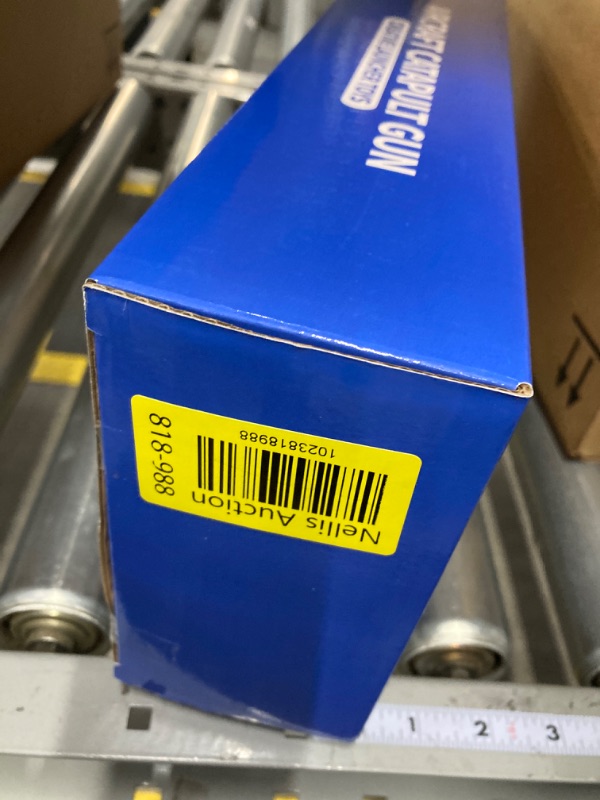 AIRCRAFT CATAPULT GUN
Nellis Auction
1023818988
818-988
1 2 3